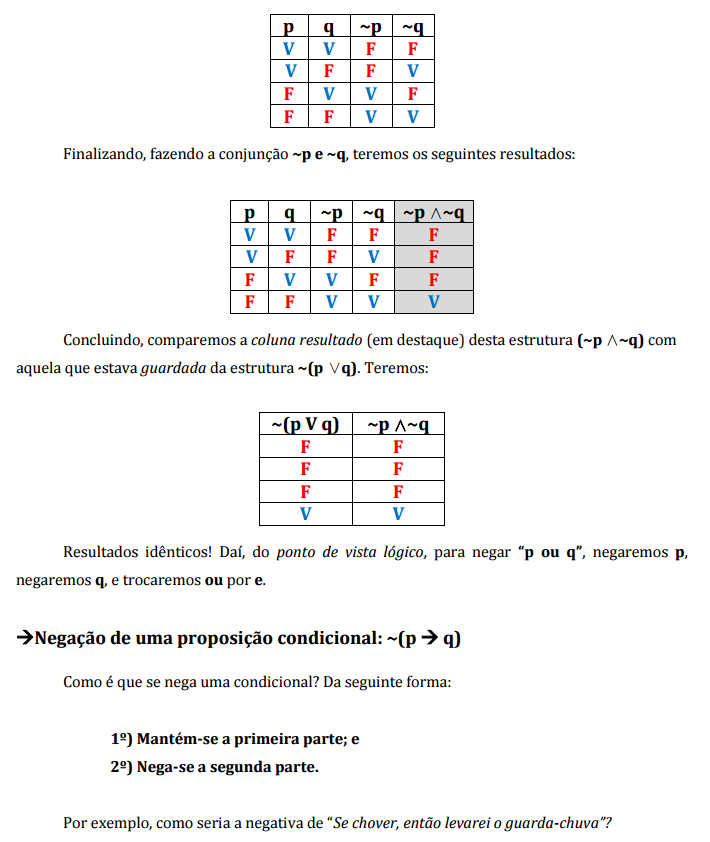 p q ~p ~q
V V F F
V F F V
F V V F
F F V V
Finalizando, fazendo a conjunção ~p e ~q, teremos os seguintes resultados:
p q ~p ~q ~p ∧~q
V V F F F
V F F V F
F V V F F
F F V V V
Concluindo, comparemos a coluna resultado (em destaque) desta estrutura (~p ∧~q) com
aquela que estava guardada da estrutura ~(p ∨q). Teremos:
~(p V q) ~p ∧~q
F F
F F
F F
V V
Resultados idênticos! Daí, do ponto de vista lógico, para negar “p ou q”, negaremos p,
negaremos q, e trocaremos ou por e.
→Negação de uma proposição condicional: ~(p → q)
Como é que se nega uma condicional? Da seguinte forma:
1º) Mantém-se a primeira parte; e
2º) Nega-se a segunda parte.
Por exemplo, como seria a negativa de “Se chover, então levarei o guarda-chuva”?